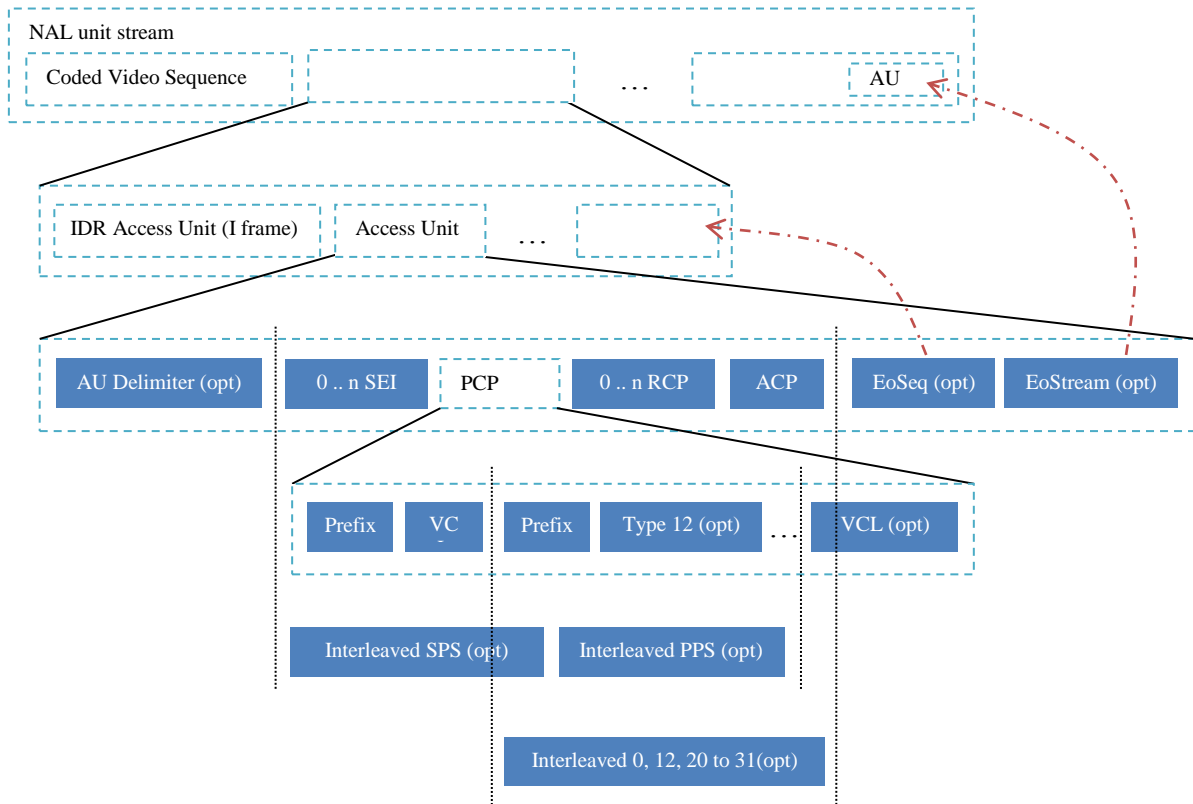 NAL unit stream
Coded Video Sequence
...
AU
IDR Access Unit (I frame)
Access Unit
...
AU Delimiter (opt)
0 .. n SEI
PCP
0 .. n RCP
ACP
EoSeq (opt)
EoStream (opt)
Prefix
VC
Prefix
Type 12 (opt)
...
VCL (opt)
Interleaved SPS (opt)
Interleaved PPS (opt)
Interleaved 0, 12, 20 to 31(opt)